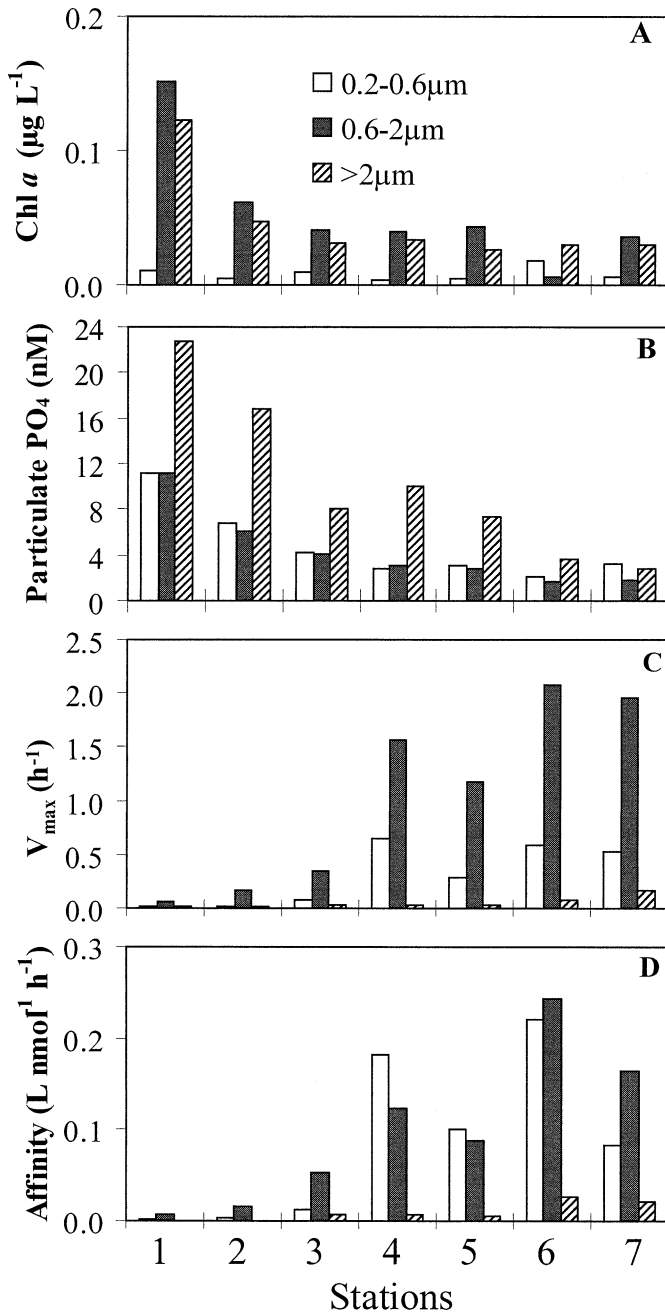 A
0.2-0.6µm
0.6-2µm
>2µm
Chl a (µg L⁻¹)
0.2
0.1
0.0
B
Particulate PO₄ (nM)
24
20
16
12
8
4
0
C
Vmax (h⁻¹)
2.5
2.0
1.5
1.0
0.5
0.0
D
Affinity (L nmol¹ h⁻¹)
0.3
0.2
0.1
0.0
1 2 3 4 5 6 7
Stations